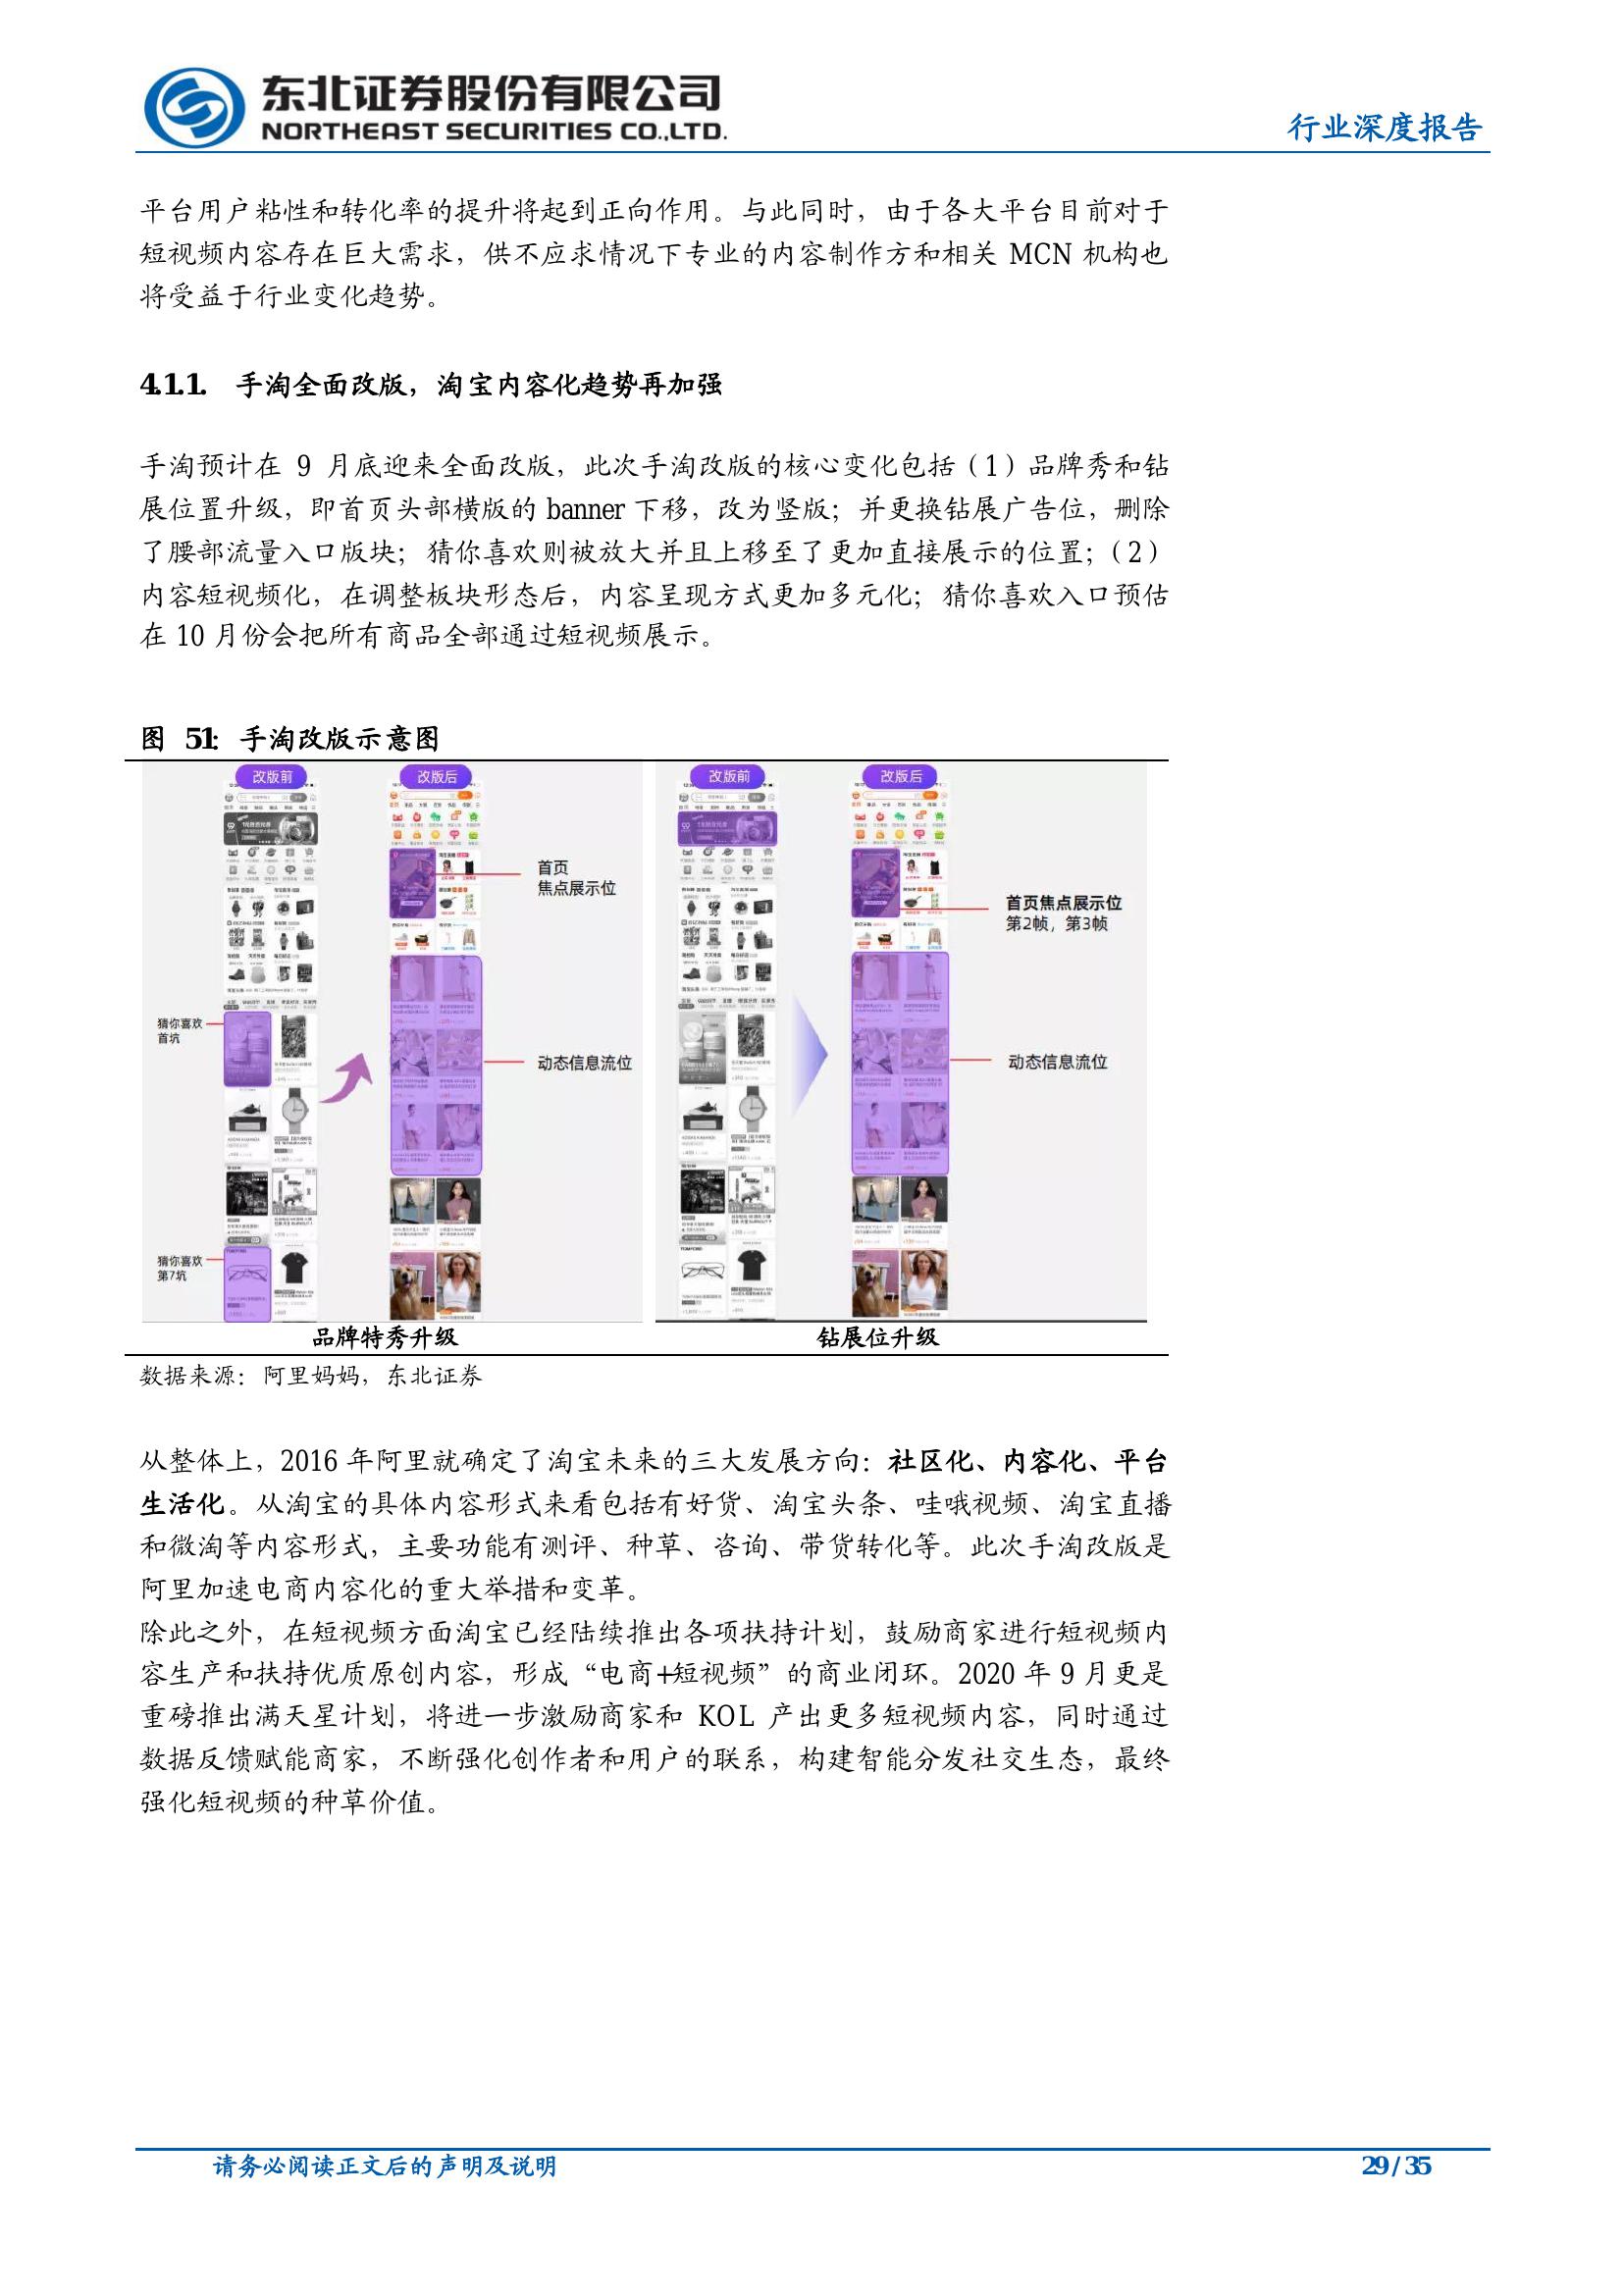 东北证券股份有限公司
NORTHEAST SECURITIES CO.,LTD.
行业深度报告
平台用户粘性和转化率的提升将起到正向作用。与此同时，由于各大平台目前对于
短视频内容存在巨大需求，供不应求情况下专业的内容制作方和相关 MCN 机构也
将受益于行业变化趋势。
4.1.1. 手淘全面改版，淘宝内容化趋势再加强
手淘预计在 9 月底迎来全面改版，此次手淘改版的核心变化包括（1）品牌秀和钻
展位置升级，即首页头部横版的 banner 下移，改为竖版；并更换钻展广告位，删除
了腰部流量入口版块；猜你喜欢则被放大并且上移至了更加直接展示的位置；（2）
内容短视频化，在调整板块形态后，内容呈现方式更加多元化；猜你喜欢入口预估
在 10 月份会把所有商品全部通过短视频展示。
图 51：手淘改版示意图
改版前
改版后
首页
焦点展示位
猜你喜欢
首坑
动态信息流位
猜你喜欢
第7坑
改版前
改版后
首页焦点展示位
第2帧，第3帧
动态信息流位
品牌特秀升级
钻展位升级
数据来源：阿里妈妈，东北证券
从整体上，2016 年阿里就确定了淘宝未来的三大发展方向：社区化、内容化、平台
生活化。从淘宝的具体内容形式来看包括有好货、淘宝头条、哇哦视频、淘宝直播
和微淘等内容形式，主要功能有测评、种草、咨询、带货转化等。此次手淘改版是
阿里加速电商内容化的重大举措和变革。
除此之外，在短视频方面淘宝已经陆续推出各项扶持计划，鼓励商家进行短视频内
容生产和扶持优质原创内容，形成“电商+短视频”的商业闭环。2020 年 9 月更是
重磅推出满天星计划，将进一步激励商家和 KOL 产出更多短视频内容，同时通过
数据反馈赋能商家，不断强化创作者和用户的联系，构建智能分发社交生态，最终
强化短视频的种草价值。
请务必阅读正文后的声明及说明
29 / 35